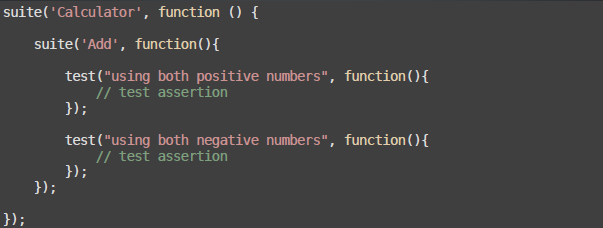 suite('Calculator', function () {
suite('Add', function(){
test("using both positive numbers", function(){
// test assertion
});
test("using both negative numbers", function(){
// test assertion
});
});
});